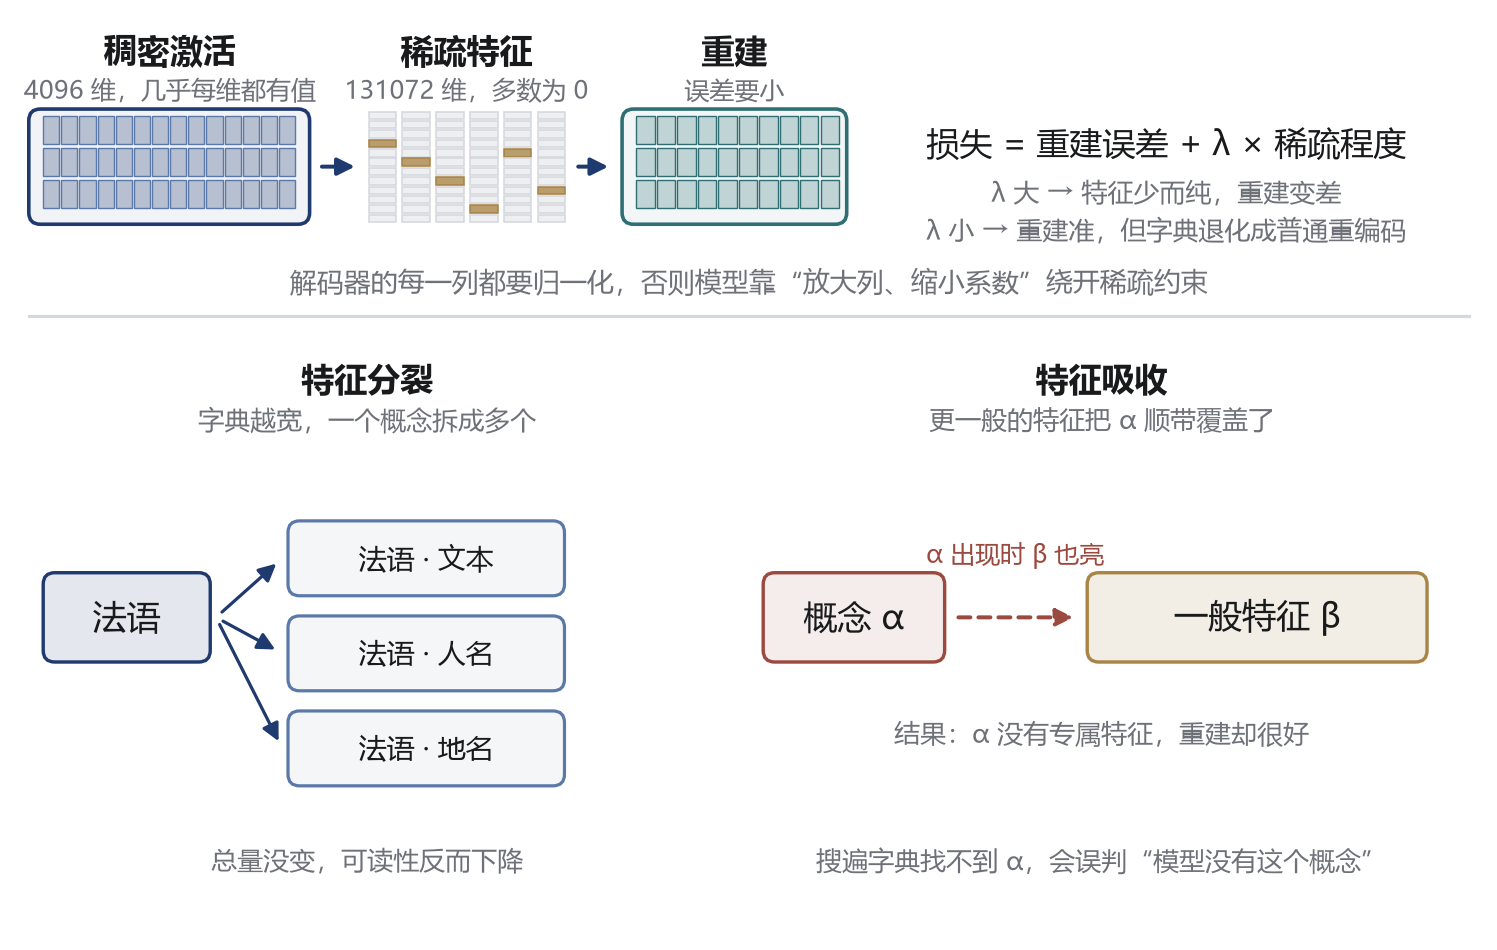 稠密激活
4096 维，几乎每维都有值
稀疏特征
131072 维，多数为 0
重建
误差要小
损失 = 重建误差 + λ × 稀疏程度
λ 大 → 特征少而纯，重建变差
λ 小 → 重建准，但字典退化成普通重编码
解码器的每一列都要归一化，否则模型靠“放大列、缩小系数”绕开稀疏约束
特征分裂
字典越宽，一个概念拆成多个
法语
法语 · 文本
法语 · 人名
法语 · 地名
总量没变，可读性反而下降
特征吸收
更一般的特征把 α 顺带覆盖了
α 出现时 β 也亮
概念 α
一般特征 β
结果：α 没有专属特征，重建却很好
搜遍字典找不到 α，会误判“模型没有这个概念”